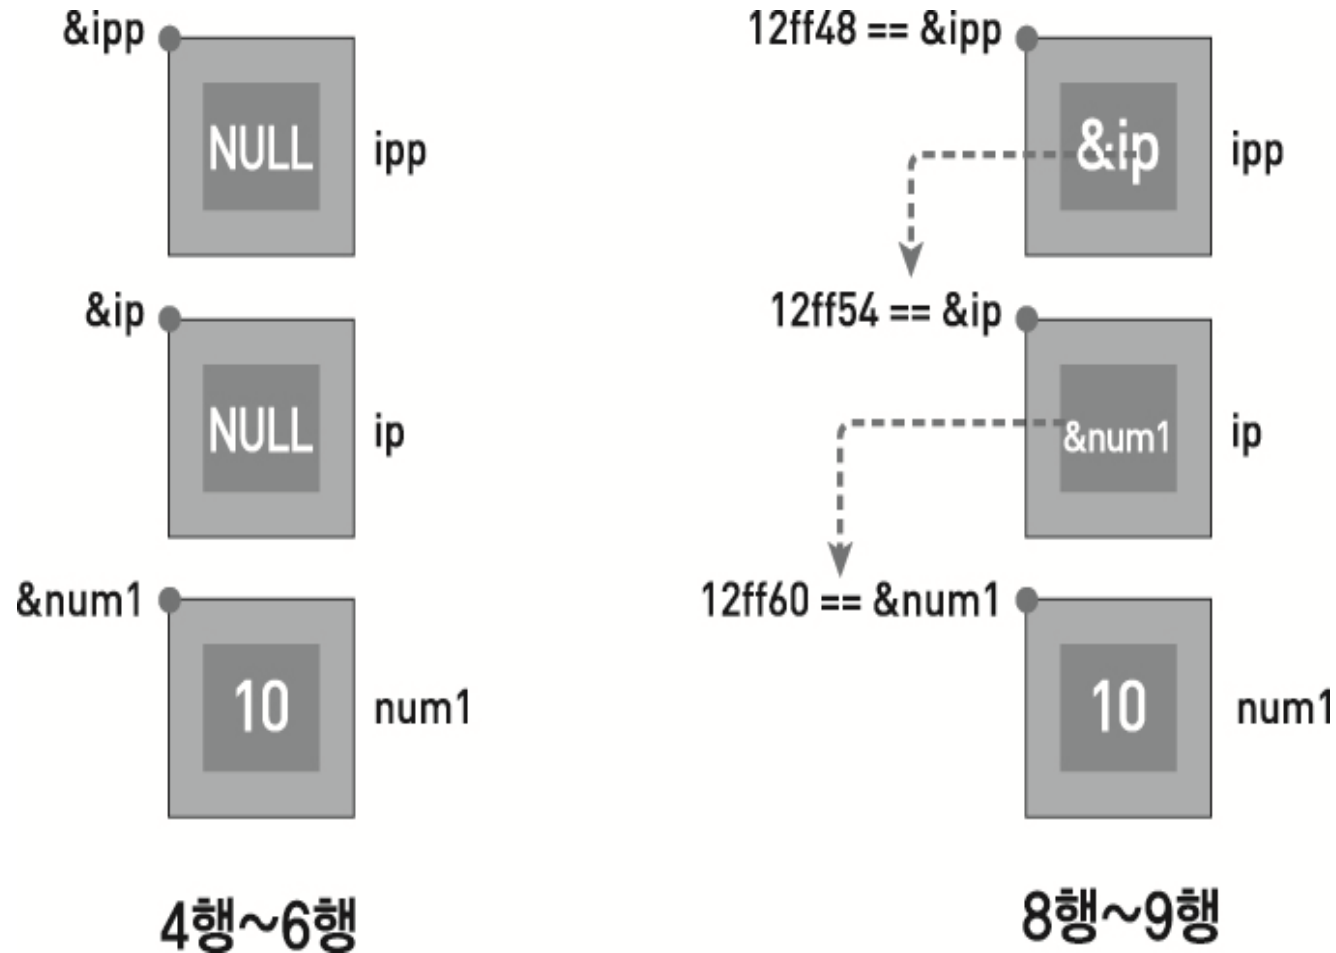 &ipp
NULL
ipp
&ip
NULL
ip
&num1
10
num1
4행~6행
12ff48 == &ipp
&ip
ipp
12ff54 == &ip
&num1
ip
12ff60 == &num1
10
num1
8행~9행